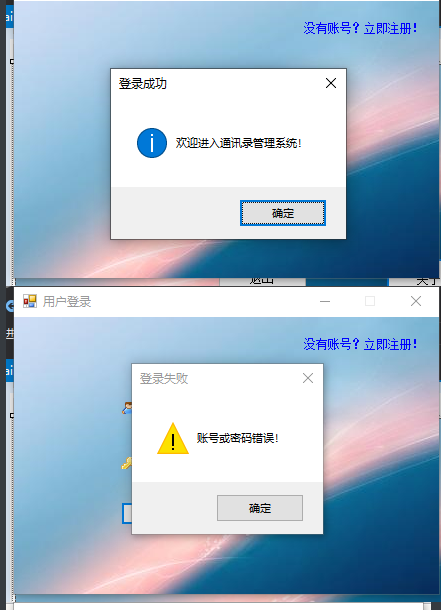 没有账号？立即注册！
登录成功
欢迎进入通讯录管理系统！
确定
用户登录
没有账号？立即注册！
登录失败
账号或密码错误！
确定